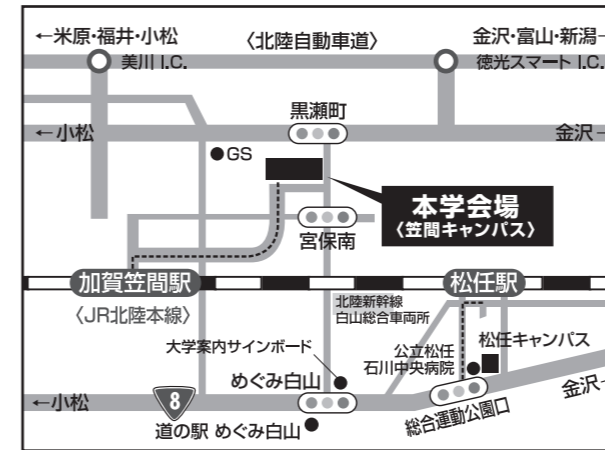 ←米原・福井・小松
〈北陸自動車道〉
金沢・富山・新潟→
美川 I.C.
徳光スマート I.C.
黒瀬町
←小松
金沢→
GS
本学会場
〈笠間キャンパス〉
宮保南
加賀笠間駅
松任駅
〈JR北陸本線〉
北陸新幹線
白山総合車両所
大学案内サインボード
公立松任
石川中央病院
松任キャンパス
めぐみ白山
←小松
8
金沢→
総合運動公園口
道の駅 めぐみ白山